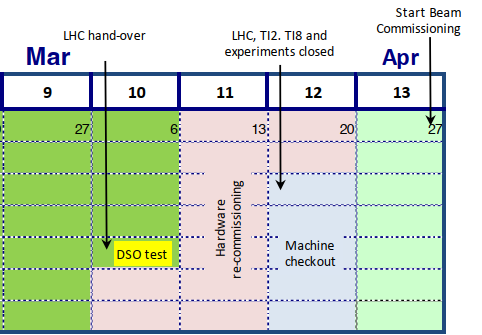 Start Beam
Commissioning
LHC hand-over
LHC, TI2. TI8 and
experiments closed
Mar
Apr
9 10 11 12 13
27 6 13 20 27
DSO test
Hardware
re-commissioning
Machine
checkout